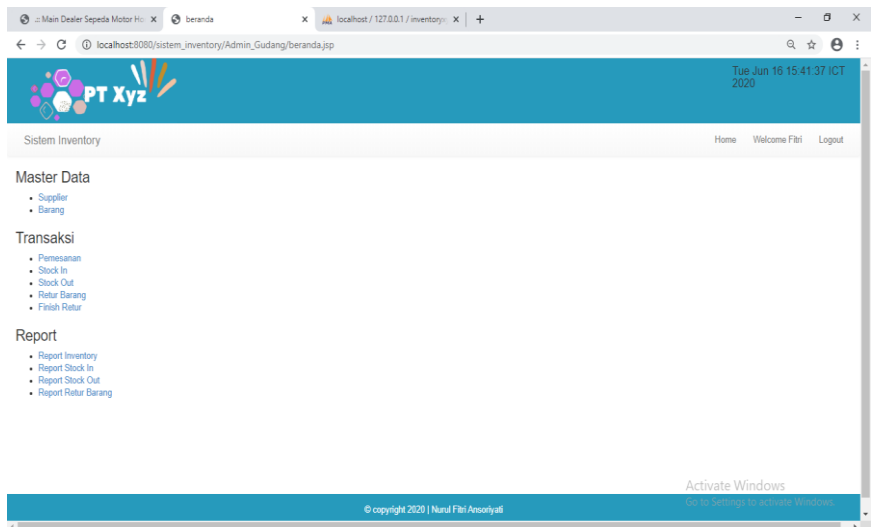 .:: Main Dealer Sepeda Motor Ho
beranda
localhost / 127.0.0.1 / inventory
localhost:8080/sistem_inventory/Admin_Gudang/beranda.jsp
PT Xyz
Tue Jun 16 15:41:37 ICT
2020
Sistem Inventory
Home
Welcome Fitri
Logout
Master Data
Supplier
Barang
Transaksi
Pemesanan
Stock In
Stock Out
Retur Barang
Finish Retur
Report
Report Inventory
Report Stock In
Report Stock Out
Report Retur Barang
Activate Windows
Go to Settings to activate Windows.
© copyright 2020 | Nurul Fitri Ansoriyati